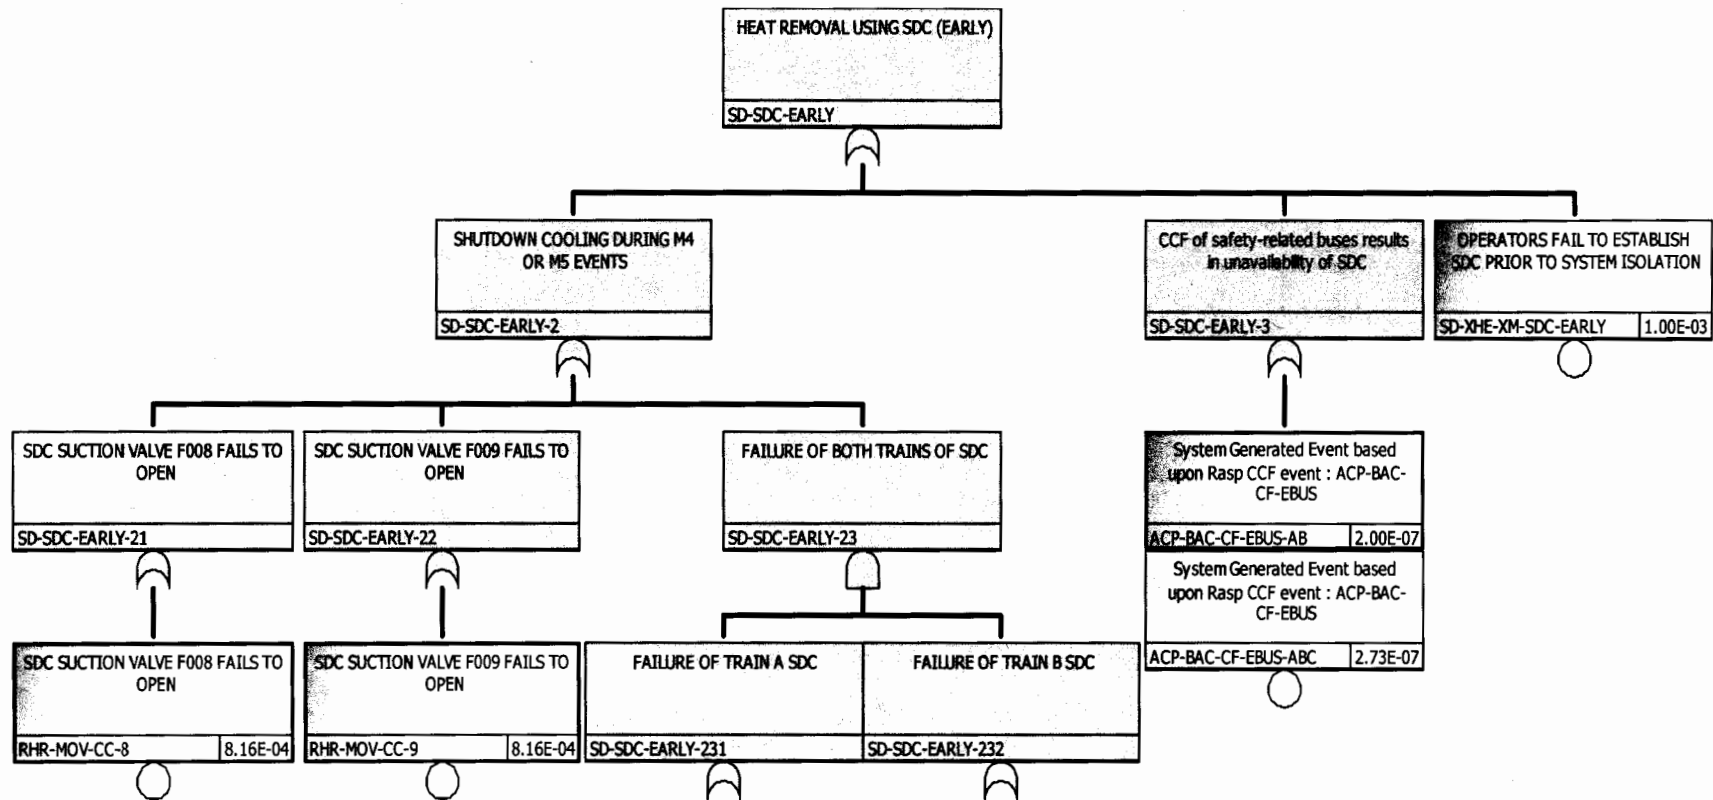 HEAT REMOVAL USING SDC (EARLY)
SD-SDC-EARLY
SHUTDOWN COOLING DURING M4
OR M5 EVENTS
SD-SDC-EARLY-2
CCF of safety-related buses results
in unavailability of SDC
SD-SDC-EARLY-3
OPERATORS FAIL TO ESTABLISH
SDC PRIOR TO SYSTEM ISOLATION
SD-XHE-XM-SDC-EARLY 1.00E-03
SDC SUCTION VALVE F008 FAILS TO
OPEN
SD-SDC-EARLY-21
SDC SUCTION VALVE F009 FAILS TO
OPEN
SD-SDC-EARLY-22
FAILURE OF BOTH TRAINS OF SDC
SD-SDC-EARLY-23
System Generated Event based
upon Rasp CCF event : ACP-BAC-
CF-EBUS
ACP-BAC-CF-EBUS-AB 2.00E-07
System Generated Event based
upon Rasp CCF event : ACP-BAC-
CF-EBUS
ACP-BAC-CF-EBUS-ABC 2.73E-07
SDC SUCTION VALVE F008 FAILS TO
OPEN
RHR-MOV-CC-8 8.16E-04
SDC SUCTION VALVE F009 FAILS TO
OPEN
RHR-MOV-CC-9 8.16E-04
FAILURE OF TRAIN A SDC
SD-SDC-EARLY-231
FAILURE OF TRAIN B SDC
SD-SDC-EARLY-232